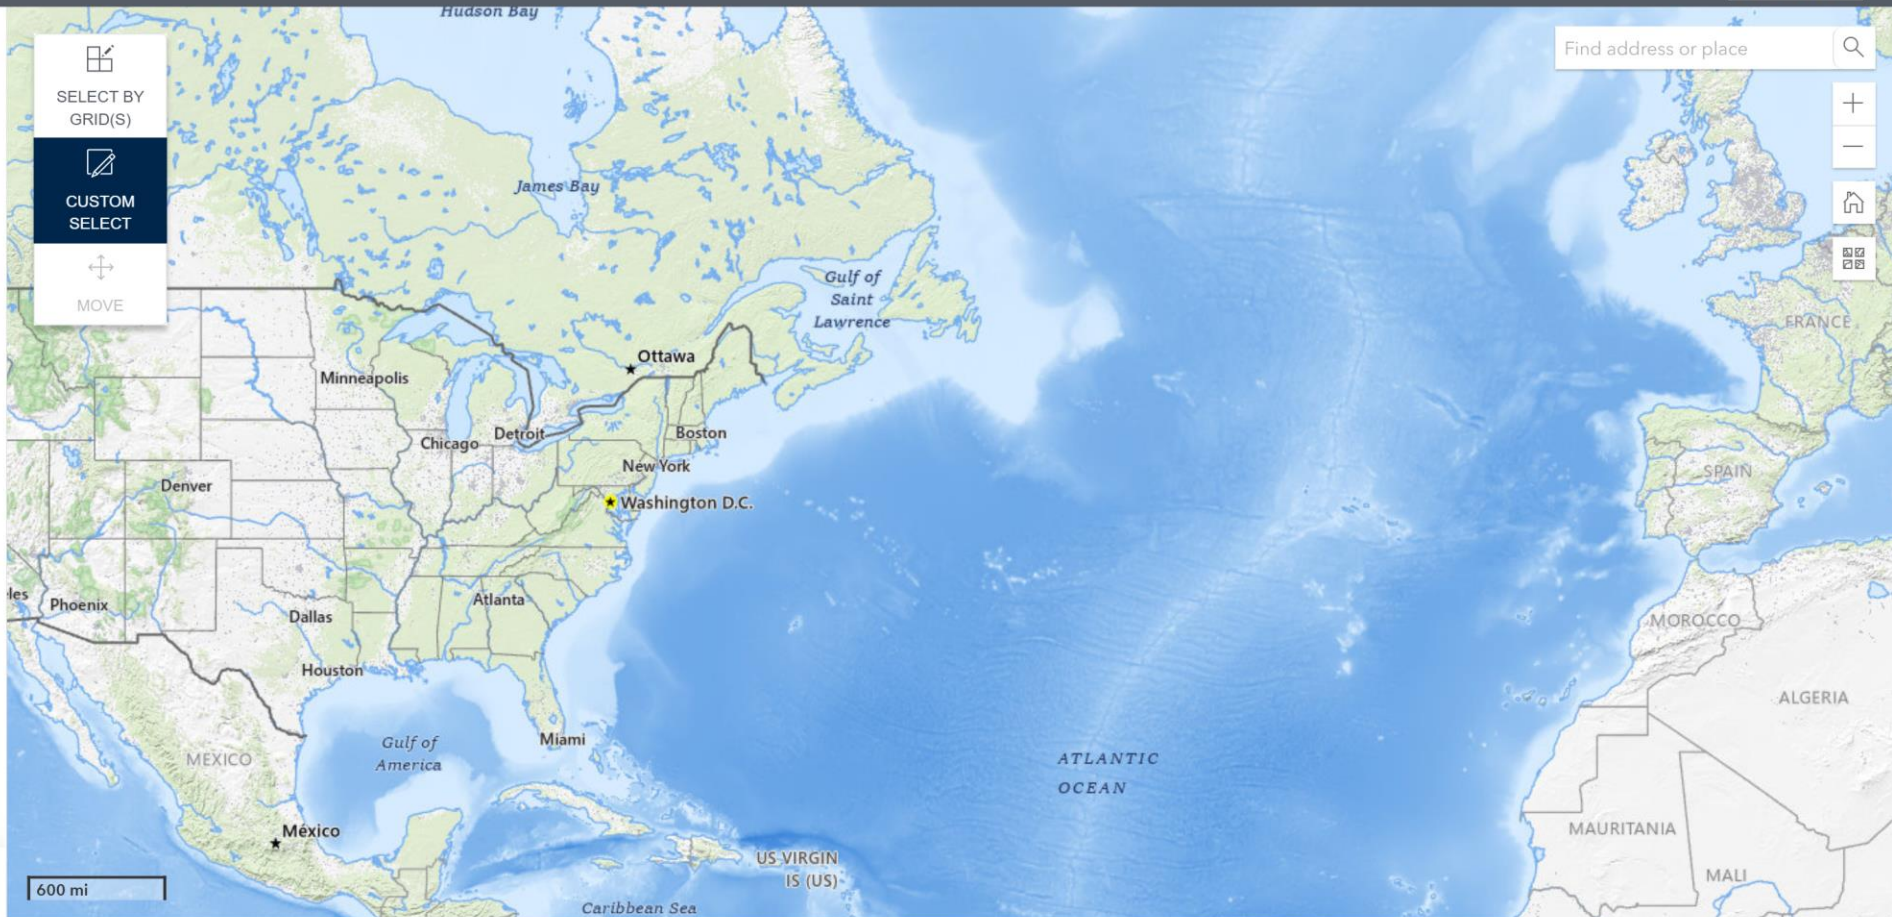 Hudson Bay
Find address or place
SELECT BY
GRID(S)
CUSTOM
SELECT
MOVE
James Bay
Gulf of
Saint
Lawrence
FRANCE
Ottawa
Minneapolis
Chicago
Detroit
Boston
New York
SPAIN
Denver
Washington D.C.
les
Phoenix
Atlanta
Dallas
MOROCCO
Houston
ALGERIA
Miami
Gulf of
America
MEXICO
ATLANTIC
OCEAN
México
MAURITANIA
US VIRGIN
IS (US)
MALI
600 mi
Caribbean Sea